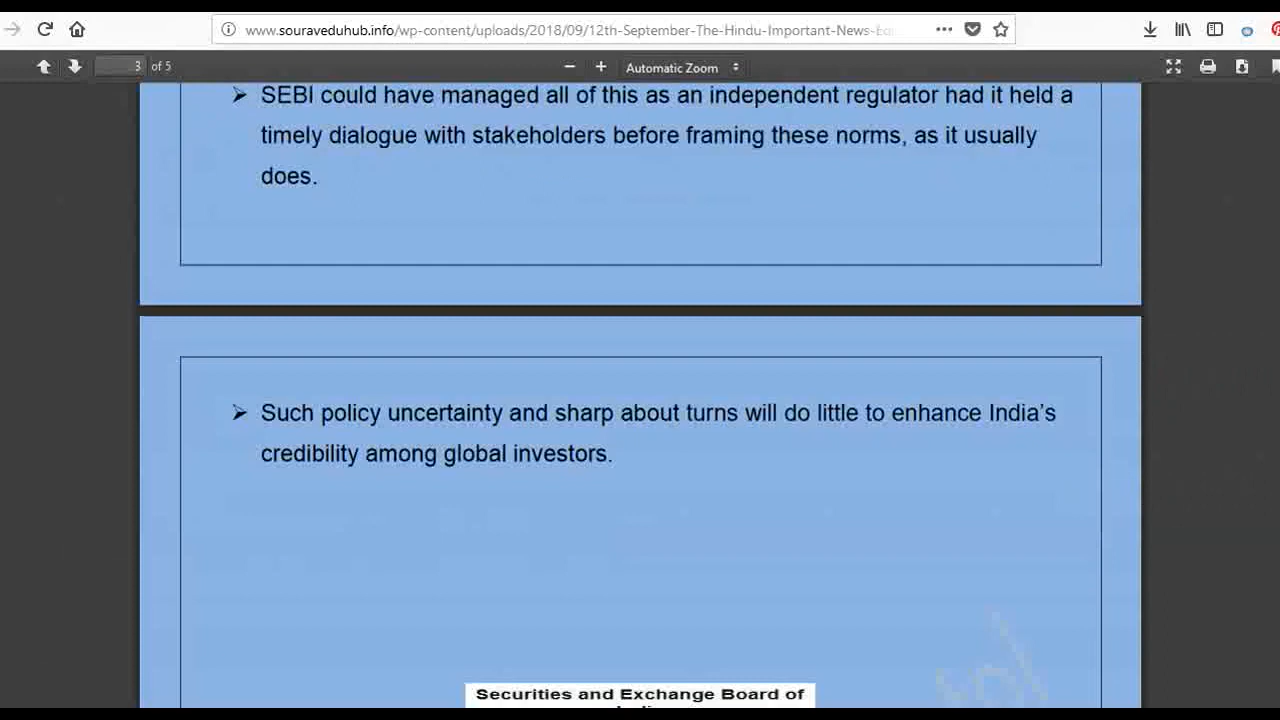 www.souraveduhub.info/wp-content/uploads/2018/09/12th-September-The-Hindu-Important-News-Ed
3 of 5
Automatic Zoom
➢ SEBI could have managed all of this as an independent regulator had it held a
timely dialogue with stakeholders before framing these norms, as it usually
does.
➢ Such policy uncertainty and sharp about turns will do little to enhance India’s
credibility among global investors.
Securities and Exchange Board of